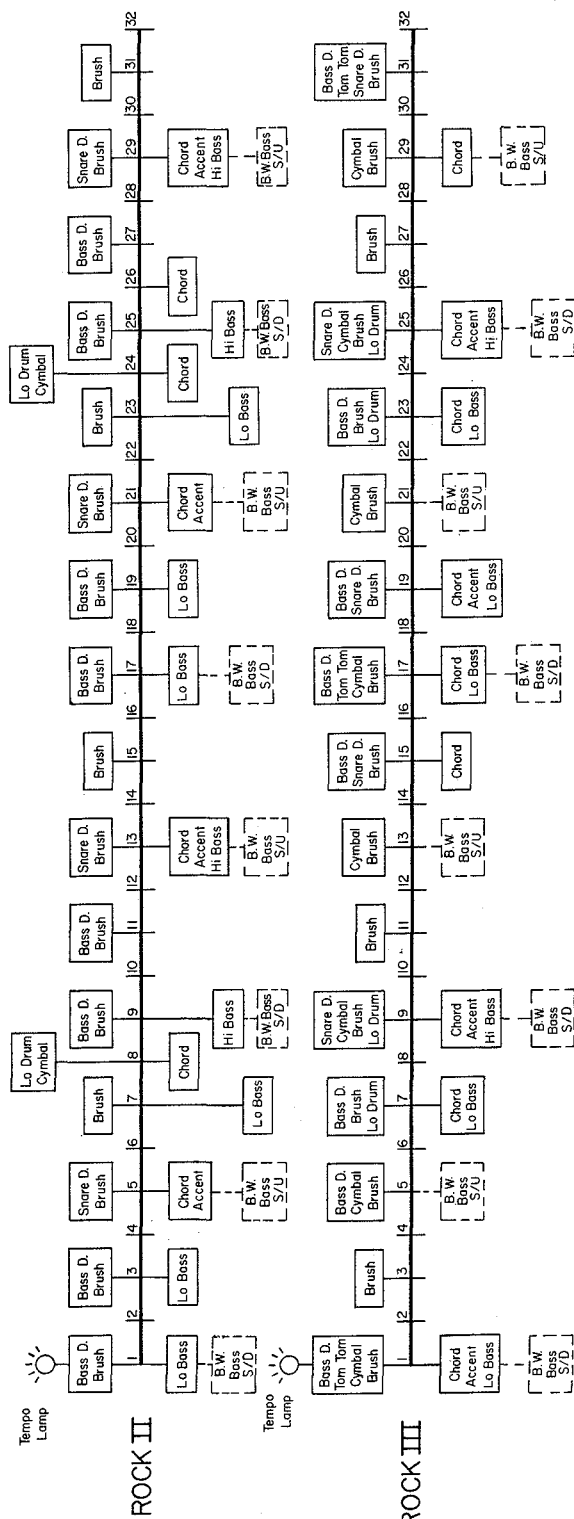 Tempo
Lamp
ROCK II
Bass D.
Brush
Bass D.
Brush
Snare D.
Brush
Brush
Lo Drum
Cymbal
Bass D.
Brush
Bass D.
Brush
Snare D.
Brush
Brush
Bass D.
Brush
Bass D.
Brush
Snare D.
Brush
Brush
Lo Drum
Cymbal
Bass D.
Brush
Bass D.
Brush
Snare D.
Brush
Brush
1 2 3 4 5 6 7 8 9 10 11 12 13 14 15 16 17 18 19 20 21 22 23 24 25 26 27 28 29 30 31 32
Lo Bass
B.W.
Bass
S/D
Lo Bass
Chord
Accent
B.W.
Bass
S/U
Lo Bass
Chord
Hi Bass
B.W. Bass
S/D
Chord
Accent
Hi Bass
B.W.
Bass
S/U
Lo Bass
B.W.
Bass
S/D
Lo Bass
Chord
Accent
B.W.
Bass
S/U
Lo Bass
Chord
Hi Bass
B.W. Bass
S/D
Chord
Chord
Accent
Hi Bass
B.W. Bass
S/U
Tempo
Lamp
ROCK III
Bass D.
Tom Tom
Cymbal
Brush
Brush
Bass D.
Cymbal
Brush
Bass D.
Brush
Lo Drum
Snare D.
Cymbal
Brush
Lo Drum
Brush
Cymbal
Brush
Bass D.
Snare D.
Brush
Bass D.
Tom Tom
Cymbal
Brush
Bass D.
Snare D.
Brush
Cymbal
Brush
Bass D.
Brush
Lo Drum
Snare D.
Cymbal
Brush
Lo Drum
Brush
Cymbal
Brush
Bass D.
Tom Tom
Snare D.
Brush
1 2 3 4 5 6 7 8 9 10 11 12 13 14 15 16 17 18 19 20 21 22 23 24 25 26 27 28 29 30 31 32
Chord
Accent
Lo Bass
B.W.
Bass
S/D
B.W.
Bass
S/U
Chord
Lo Bass
Chord
Accent
Hi Bass
B.W.
Bass
S/D
B.W.
Bass
S/U
Chord
Chord
Lo Bass
B.W.
Bass
S/D
Chord
Accent
Lo Bass
B.W.
Bass
S/U
Chord
Lo Bass
Chord
Accent
Hi Bass
B.W.
Bass
S/D
Chord
B.W.
Bass
S/U